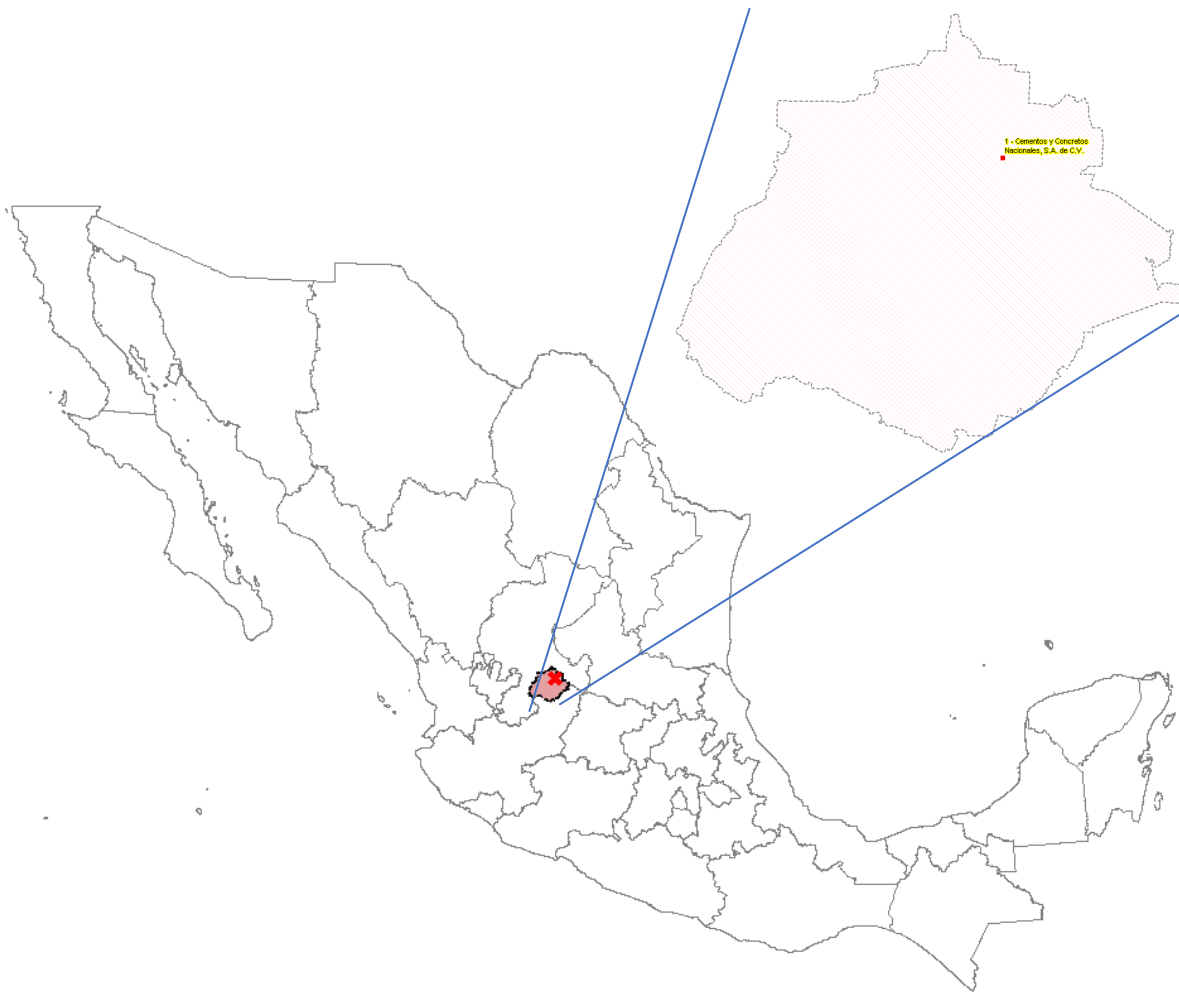 1 - Cementos y Concretos
Nacionales, S.A. de C.V.